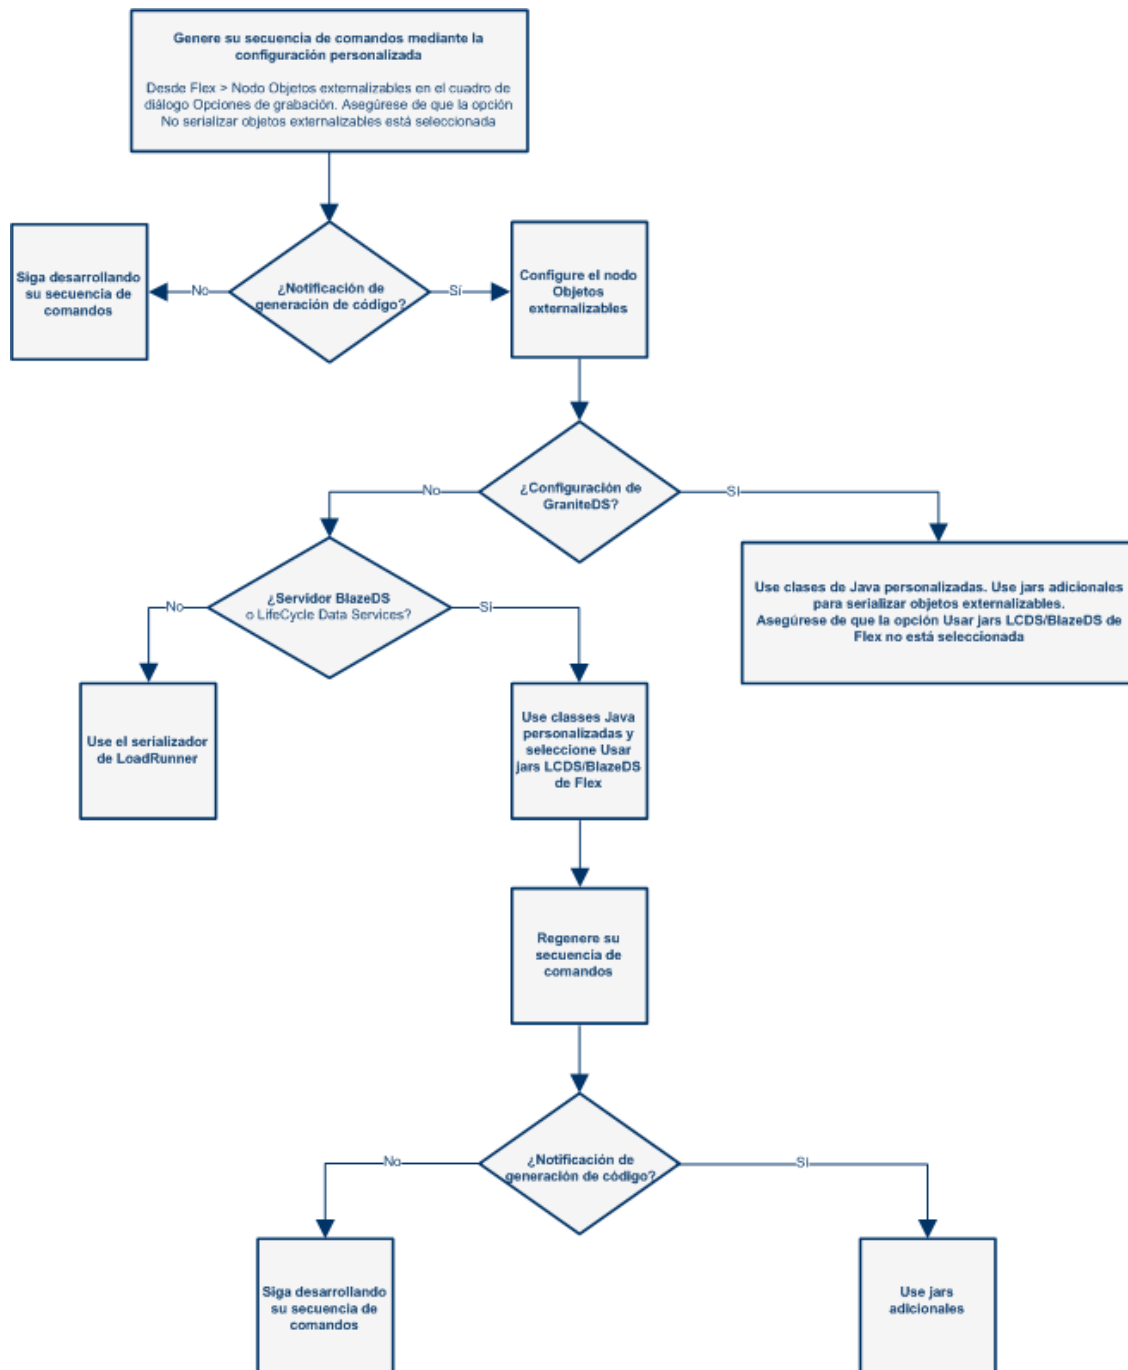 Genere su secuencia de comandos mediante la
configuración personalizada
Desde Flex > Nodo Objetos externalizables en el cuadro de
diálogo Opciones de grabación. Asegúrese de que la opción
No serializar objetos externalizables está seleccionada
Siga desarrollando
su secuencia de
comandos
No
¿Notificación de
generación de código?
Sí
Configure el nodo
Objetos
externalizables
No
¿Configuración de
GraniteDS?
Sí
¿Servidor BlazeDS
o LifeCycle Data Services?
No
Sí
Use clases de Java personalizadas. Use jars adicionales
para serializar objetos externalizables.
Asegúrese de que la opción Usar jars LCDS/BlazeDS de
Flex no está seleccionada
Use el serializador
de LoadRunner
Use classes Java
personalizadas y
seleccione Usar
jars LCDS/BlazeDS
de Flex
Regenere su
secuencia de
comandos
No
¿Notificación de
generación de código?
Sí
Siga desarrollando
su secuencia de
comandos
Use jars
adicionales